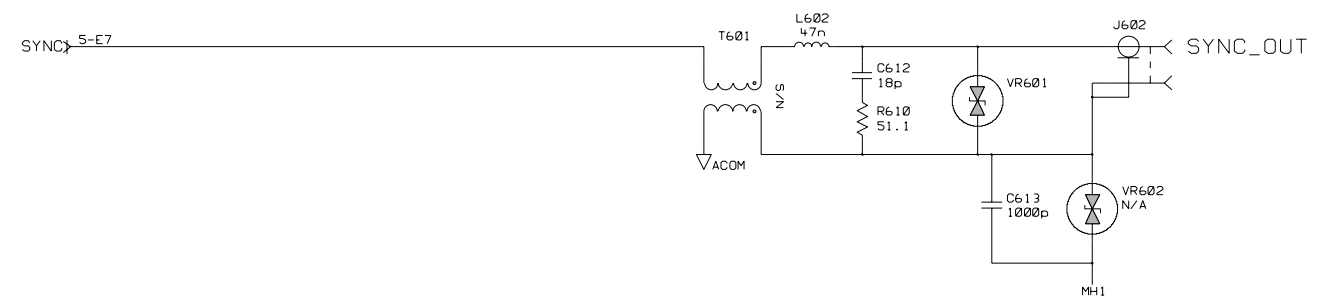 SYNC
5-E7
T601
S/N
L602
47n
C612
18p
R610
51.1
VR601
J602
SYNC_OUT
ACOM
C613
1000p
VR602
N/A
MH1